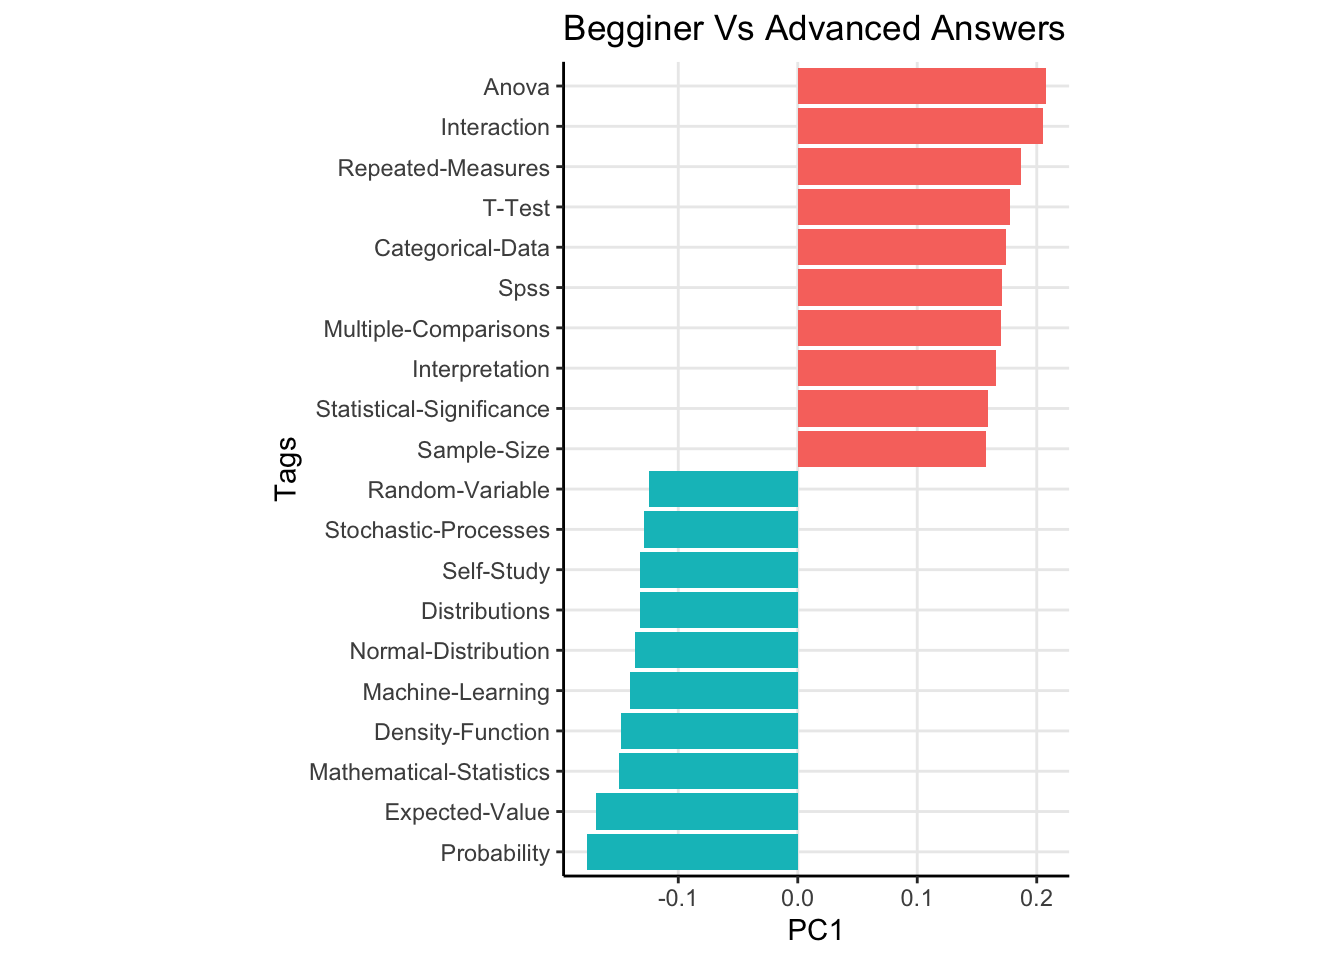 Begginer Vs Advanced Answers
Anova
Interaction
Repeated-Measures
T-Test
Categorical-Data
Spss
Multiple-Comparisons
Interpretation
Statistical-Significance
Sample-Size
Random-Variable
Stochastic-Processes
Self-Study
Distributions
Normal-Distribution
Machine-Learning
Density-Function
Mathematical-Statistics
Expected-Value
Probability
Tags
-0.1 0.0 0.1 0.2
PC1